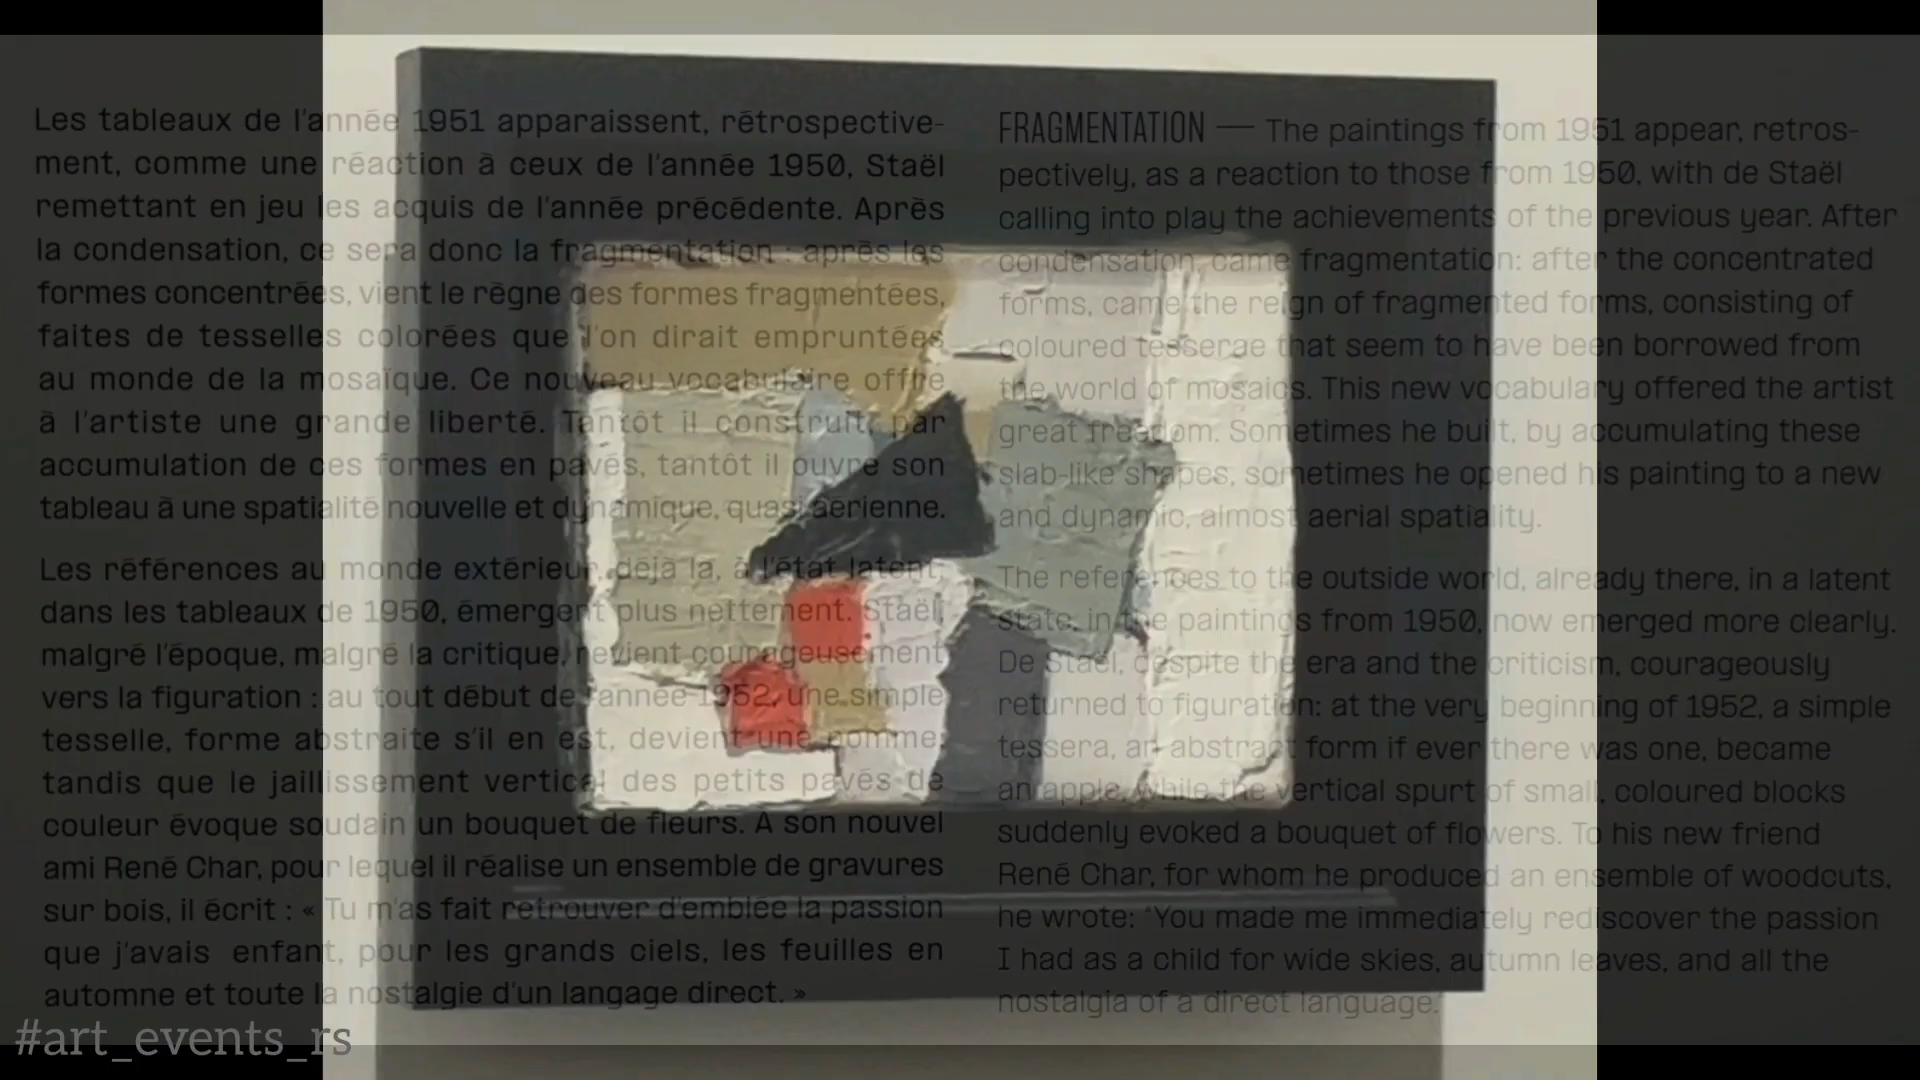 Les tableaux de l'année 1951 apparaissent, rétrospective-
ment, comme une réaction à ceux de l'année 1950, Staël
remettant en jeu les acquis de l'année précédente. Après
la condensation, ce sera donc la fragmentation : après les
formes concentrées, vient le règne des formes fragmentées,
faites de tesselles colorées que l'on dirait empruntées
au monde de la mosaïque. Ce nouveau vocabulaire offre
à l'artiste une grande liberté. Tantôt il construit par
accumulation de ces formes en pavés, tantôt il ouvre son
tableau à une spatialité nouvelle et dynamique, quasi aérienne.
Les références au monde extérieur, déjà là, à l'état latent,
dans les tableaux de 1950, émergent plus nettement. Staël,
malgré l'époque, malgré la critique, revient courageusement
vers la figuration : au tout début de l'année 1952, une simple
tesselle, forme abstraite s'il en est, devient une pomme,
tandis que le jaillissement vertical des petits pavés de
couleur évoque soudain un bouquet de fleurs. À son nouvel
ami René Char, pour lequel il réalise un ensemble de gravures
sur bois, il écrit : « Tu m'as fait retrouver d'emblée la passion
que j'avais enfant, pour les grands ciels, les feuilles en
automne et toute la nostalgie d'un langage direct. »
FRAGMENTATION — The paintings from 1951 appear, retros-
pectively, as a reaction to those from 1950, with de Staël
calling into play the achievements of the previous year. After
condensation came fragmentation: after the concentrated
forms, came the reign of fragmented forms, consisting of
coloured tesserae that seem to have been borrowed from
the world of mosaics. This new vocabulary offered the artist
great freedom. Sometimes he built, by accumulating these
slab-like shapes, sometimes he opened his painting to a new
and dynamic, almost aerial spatiality.
The references to the outside world, already there, in a latent
state, in the paintings from 1950, now emerged more clearly.
De Staël, despite the era and the criticism, courageously
returned to figuration: at the very beginning of 1952, a simple
tessera, an abstract form if ever there was one, became
an apple, while the vertical spurt of small, coloured blocks
suddenly evoked a bouquet of flowers. To his new friend
René Char, for whom he produced an ensemble of woodcuts,
he wrote: "You made me immediately rediscover the passion
I had as a child for wide skies, autumn leaves, and all the
nostalgia of a direct language."
#art_events_rs